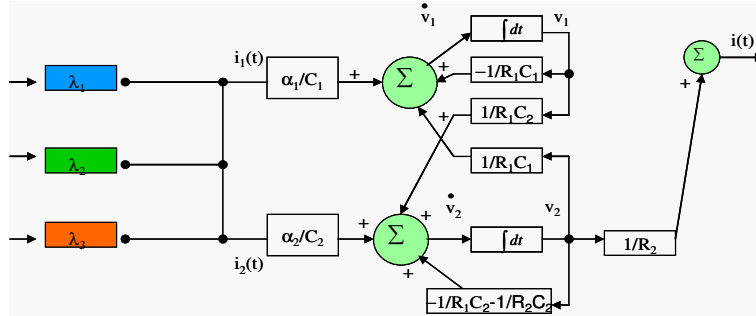 v̇₁ v₁
∫ dt
i₁(t) i(t)
Σ
λ₁ α₁/C₁ + Σ + −1/R₁C₁ +
+ 1/R₁C₂
λ₂ + 1/R₁C₁
v̇₂ v₂
λ₃ α₂/C₂ + + Σ + ∫ dt 1/R₂
i₂(t) +
−1/R₁C₂-1/R₂C₂